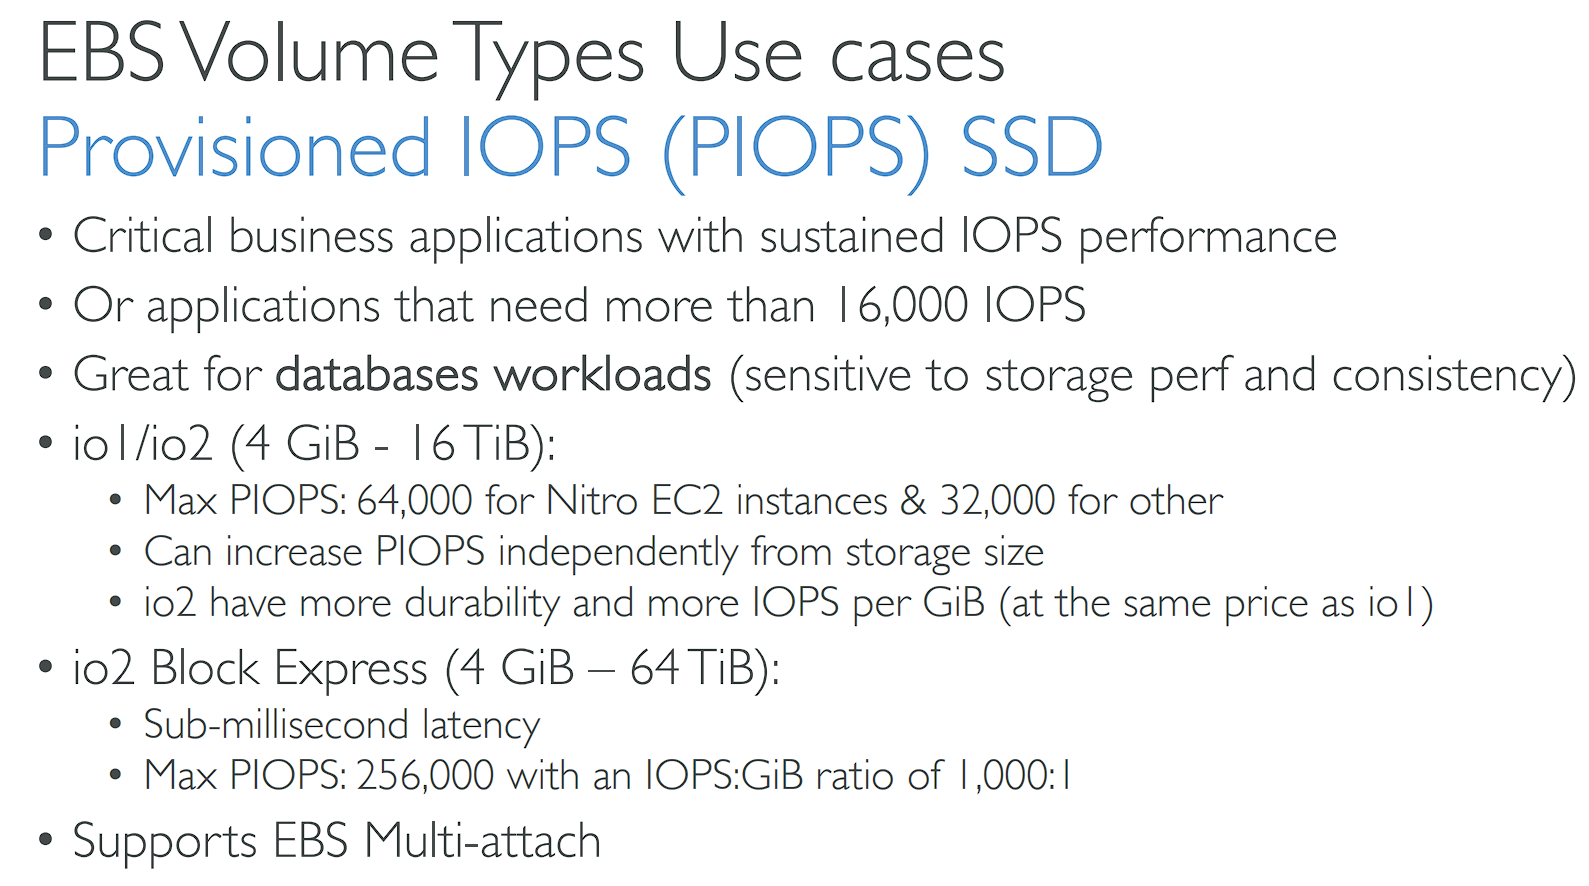 EBS Volume Types Use cases
Provisioned IOPS (PIOPS) SSD
• Critical business applications with sustained IOPS performance
• Or applications that need more than 16,000 IOPS
• Great for databases workloads (sensitive to storage perf and consistency)
• io1/io2 (4 GiB - 16 TiB):
• Max PIOPS: 64,000 for Nitro EC2 instances & 32,000 for other
• Can increase PIOPS independently from storage size
• io2 have more durability and more IOPS per GiB (at the same price as io1)
• io2 Block Express (4 GiB – 64 TiB):
• Sub-millisecond latency
• Max PIOPS: 256,000 with an IOPS:GiB ratio of 1,000:1
• Supports EBS Multi-attach